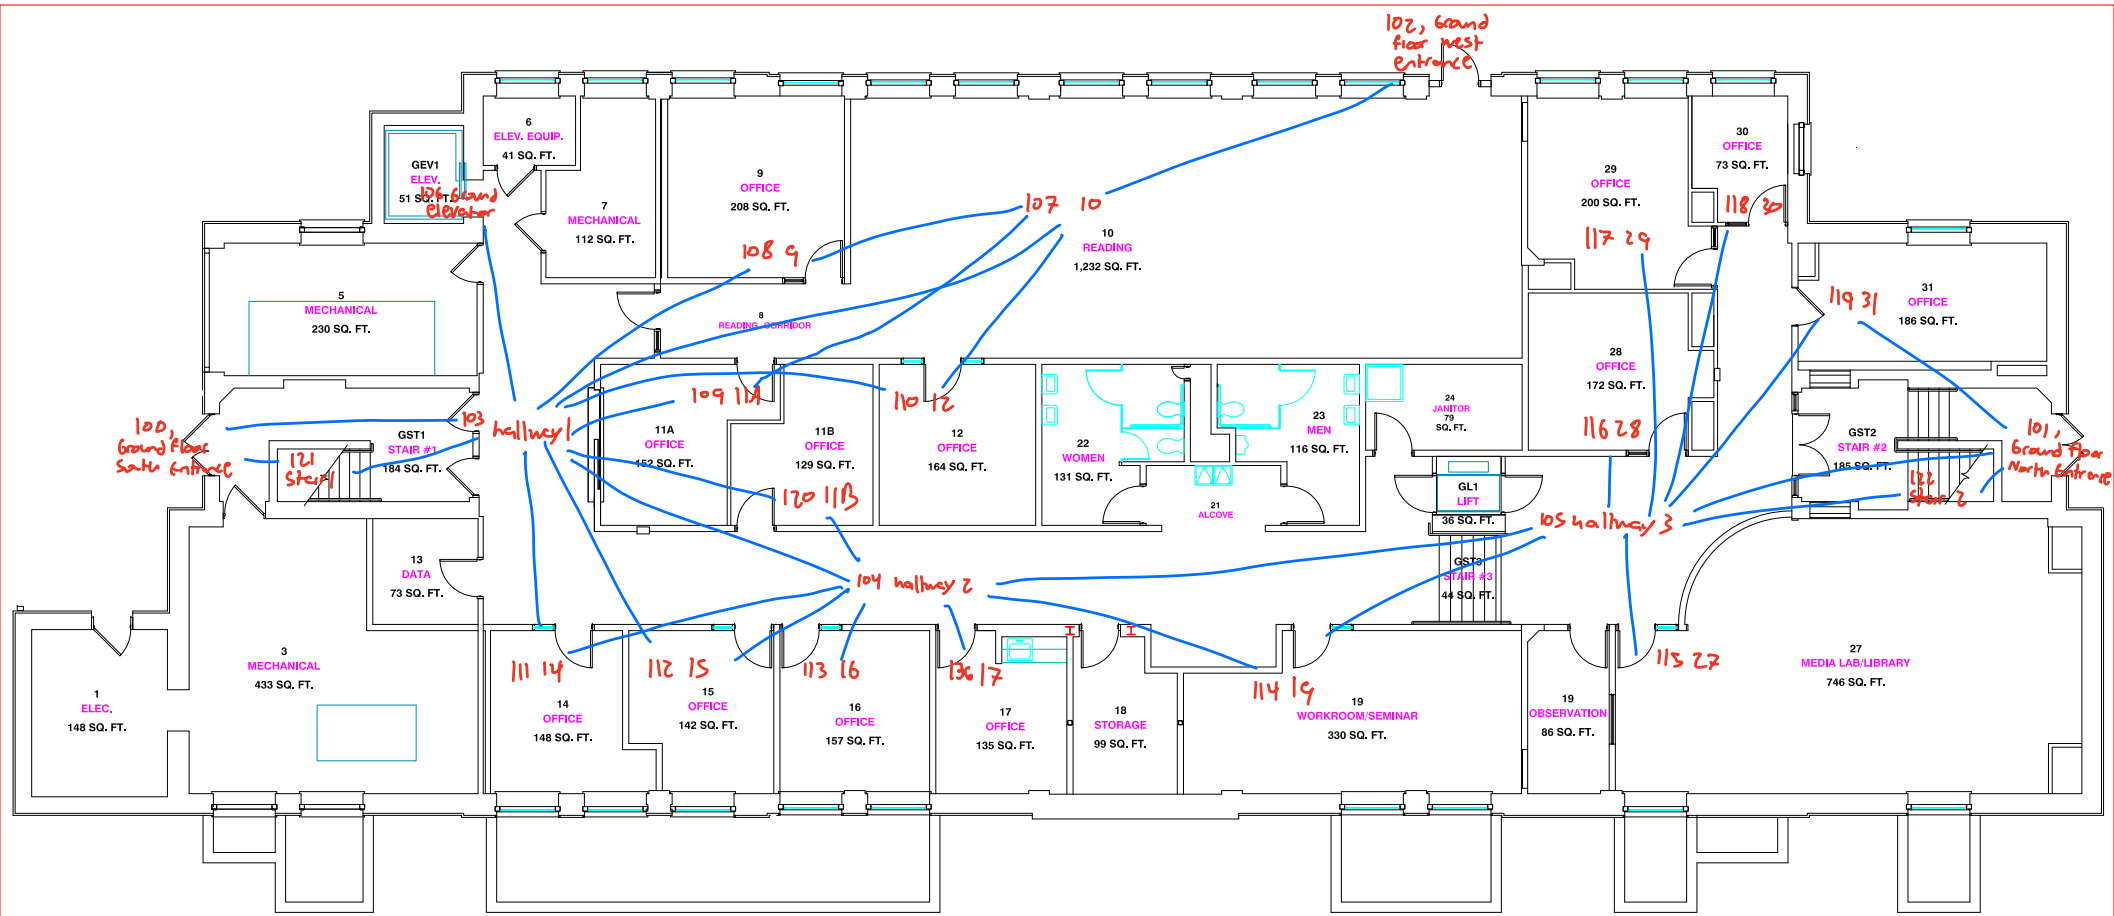 102, Ground
floor west
entrance
6
ELEV. EQUIP.
41 SQ. FT.
GEV1
ELEV.
51 SQ. FT.
106 Ground
elevator
7
MECHANICAL
112 SQ. FT.
9
OFFICE
208 SQ. FT.
108 9
107 10
10
READING
1,232 SQ. FT.
29
OFFICE
200 SQ. FT.
117 29
30
OFFICE
73 SQ. FT.
118 30
5
MECHANICAL
230 SQ. FT.
8
READING CORRIDOR
119 31
31
OFFICE
186 SQ. FT.
28
OFFICE
172 SQ. FT.
116 28
100,
Ground floor
South Entrance
121
Stair 1
GST1
STAIR #1
184 SQ. FT.
103
hallway 1
109 11A
11A
OFFICE
152 SQ. FT.
11B
OFFICE
129 SQ. FT.
120 11B
110 12
12
OFFICE
164 SQ. FT.
22
WOMEN
131 SQ. FT.
23
MEN
116 SQ. FT.
24
JANITOR
79
SQ. FT.
21
ALCOVE
GL1
LIFT
36 SQ. FT.
105 hallway 3
GST2
STAIR #2
185 SQ. FT.
122
Stair 2
101,
Ground floor
North Entrance
13
DATA
73 SQ. FT.
104 hallway 2
GST3
STAIR #3
44 SQ. FT.
1
ELEC.
148 SQ. FT.
3
MECHANICAL
433 SQ. FT.
111 14
14
OFFICE
148 SQ. FT.
112 15
15
OFFICE
142 SQ. FT.
113 16
16
OFFICE
157 SQ. FT.
136 17
17
OFFICE
135 SQ. FT.
18
STORAGE
99 SQ. FT.
114 19
19
WORKROOM/SEMINAR
330 SQ. FT.
19
OBSERVATION
86 SQ. FT.
115 27
27
MEDIA LAB/LIBRARY
746 SQ. FT.